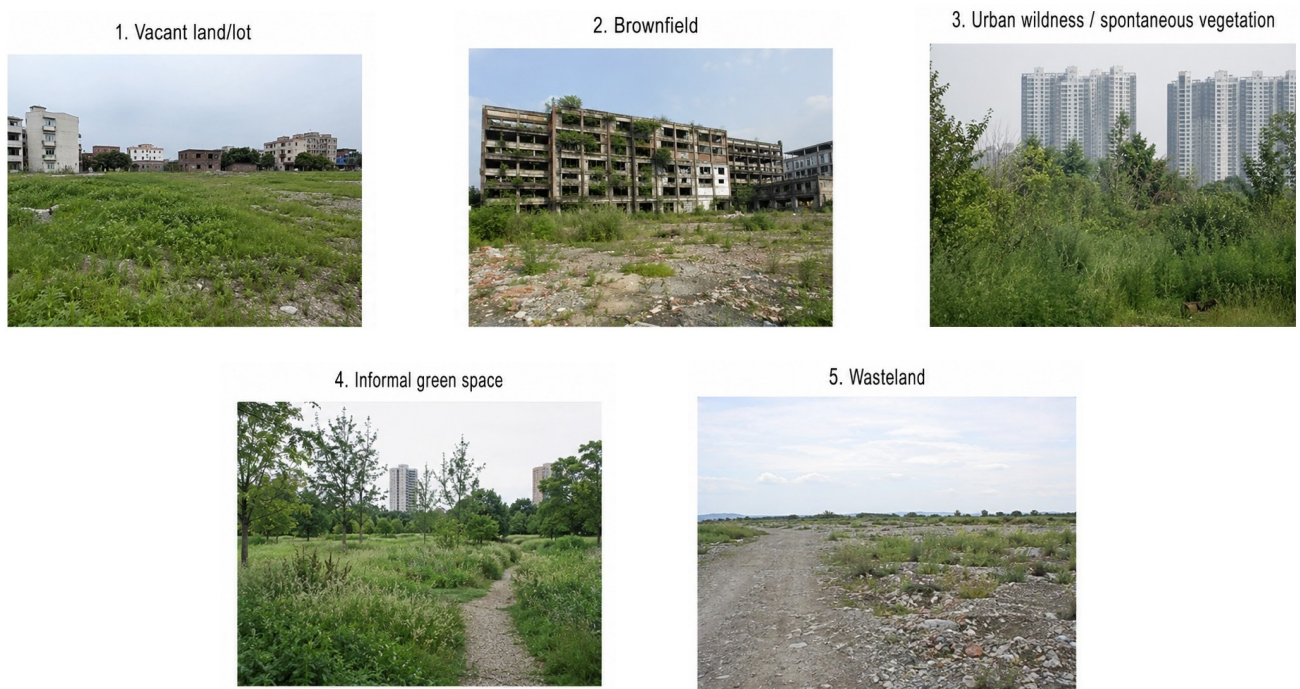 1. Vacant land/lot
2. Brownfield
3. Urban wildness / spontaneous vegetation
4. Informal green space
5. Wasteland